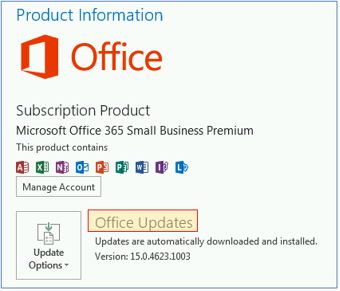 Product Information
Office
Subscription Product
Microsoft Office 365 Small Business Premium
This product contains
Manage Account
Office Updates
Updates are automatically downloaded and installed.
Version: 15.0.4623.1003
Update
Options